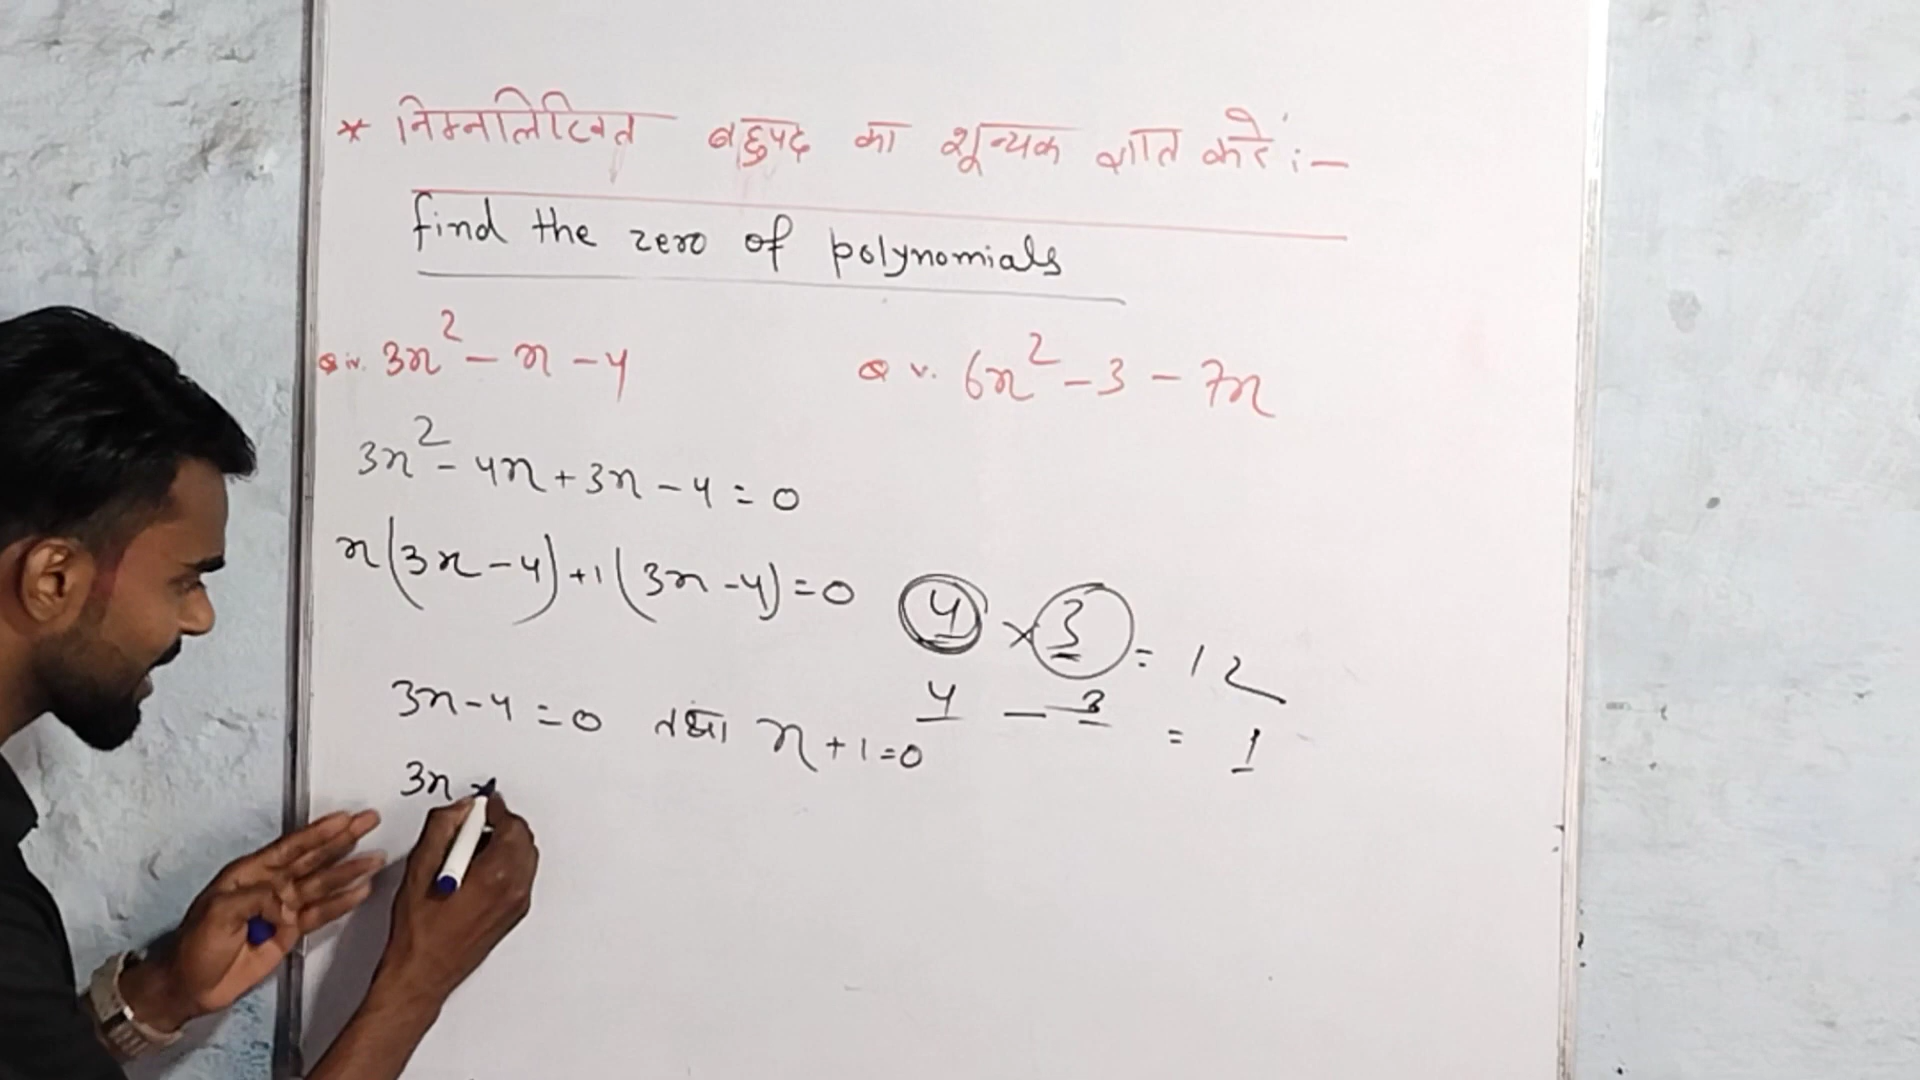 * निम्नलिखित बहुपद का शून्यक ज्ञात करें :-
find the zero of polynomials
Q iv. 3x² - x - 4
Q v. 6x² - 3 - 7x
3x² - 4x + 3x - 4 = 0
x(3x - 4) + 1(3x - 4) = 0
4 × 3 = 12
4 - 3 = 1
3x - 4 = 0 तथा x + 1 = 0
3x